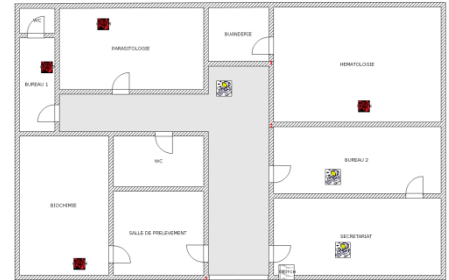 WC
PARASITOLOGIE
BUANDERIE
HEMATOLOGIE
BUREAU 1
WC
BUREAU 2
BIOCHIMIE
SALLE DE PRELEVEMENT
SECRETARIAT